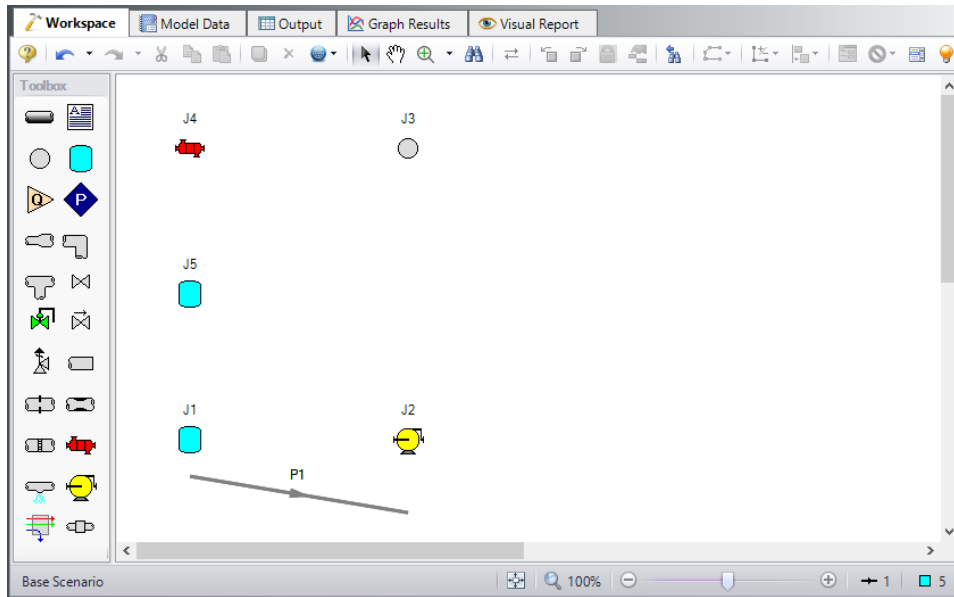 Workspace Model Data Output Graph Results Visual Report
Toolbox
A
Q P
J4 J3
J5
J1 J2
P1
Base Scenario 100% 1 5